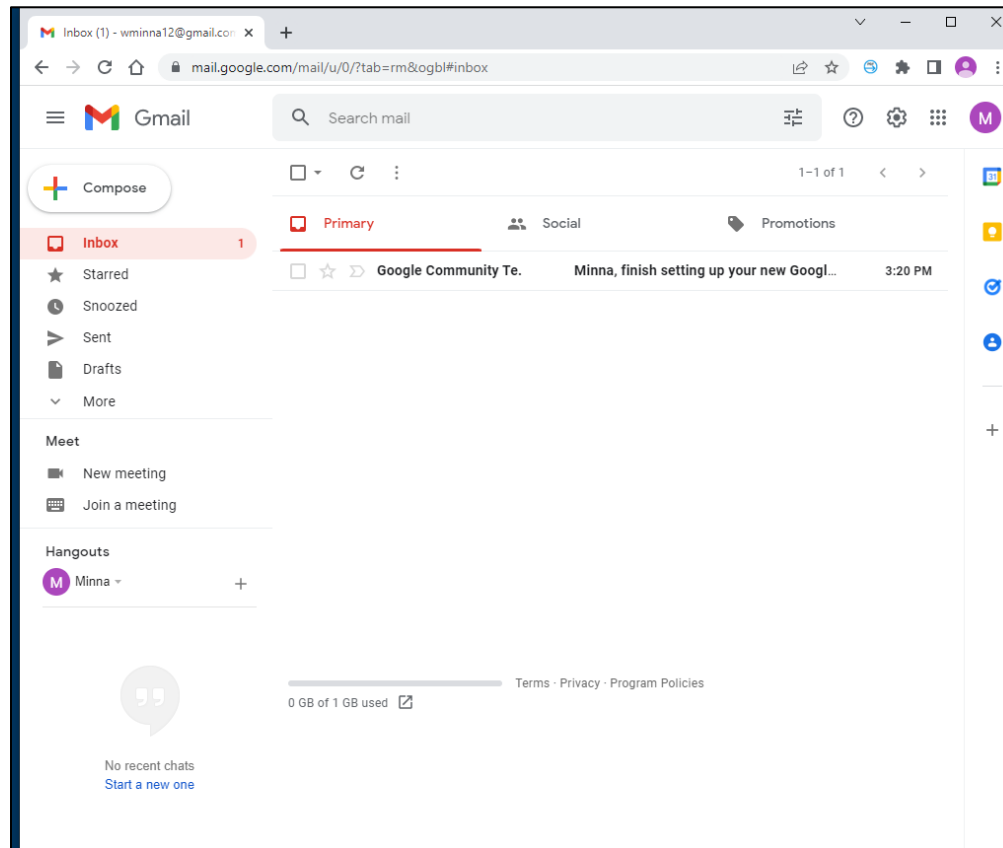 Inbox (1) - wminna12@gmail.con
mail.google.com/mail/u/0/?tab=rm&ogbl#inbox
Gmail
Search mail
M
Compose
1–1 of 1
31
Primary
Social
Promotions
Inbox 1
Google Community Te. Minna, finish setting up your new Googl... 3:20 PM
Starred
Snoozed
Sent
Drafts
More
Meet
New meeting
Join a meeting
Hangouts
M Minna
No recent chats
Start a new one
Terms · Privacy · Program Policies
0 GB of 1 GB used